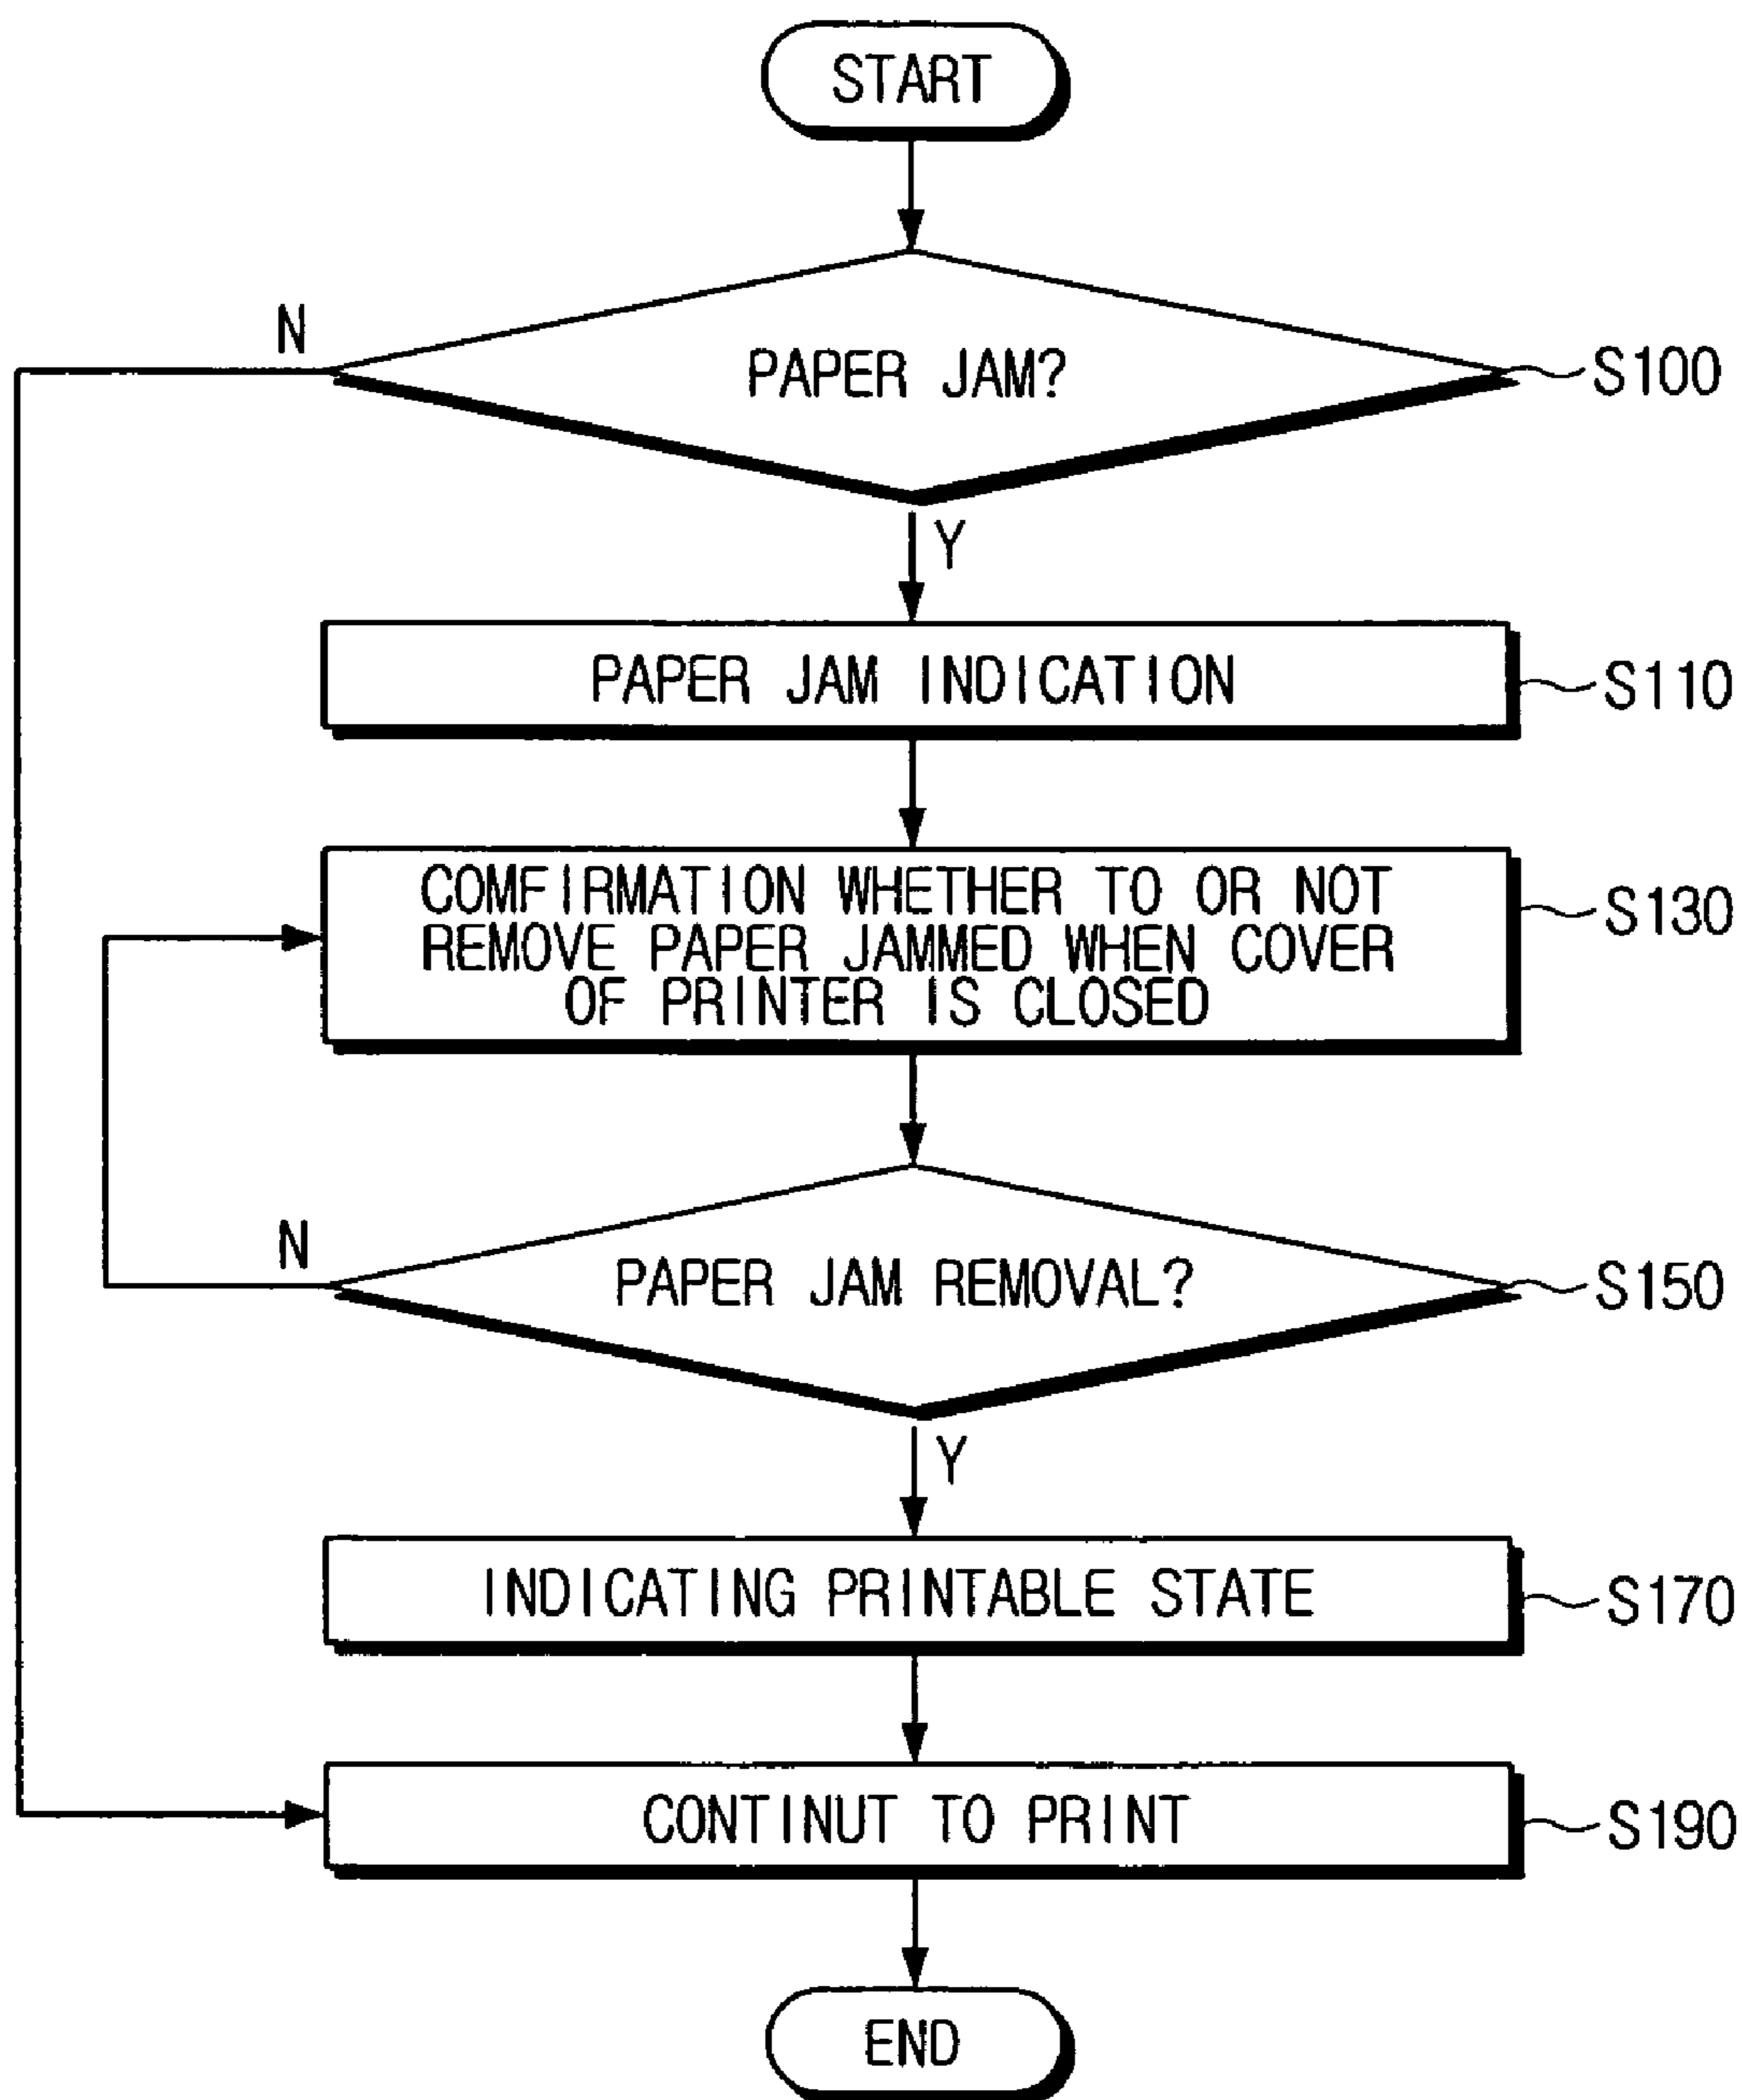 START
N
PAPER JAM?
S100
Y
PAPER JAM INDICATION
S110
COMFIRMATION WHETHER TO OR NOT
REMOVE PAPER JAMMED WHEN COVER
OF PRINTER IS CLOSED
S130
N
PAPER JAM REMOVAL?
S150
Y
INDICATING PRINTABLE STATE
S170
CONTINUT TO PRINT
S190
END